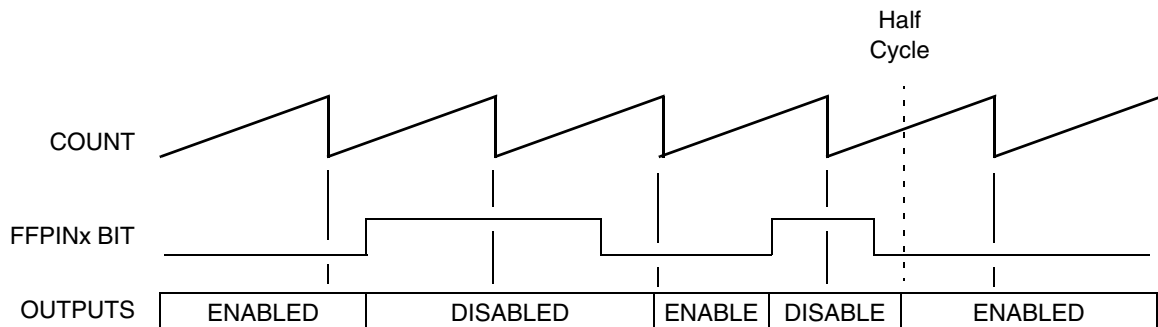 Half
Cycle
COUNT
FFPINx BIT
OUTPUTS ENABLED DISABLED ENABLE DISABLE ENABLED